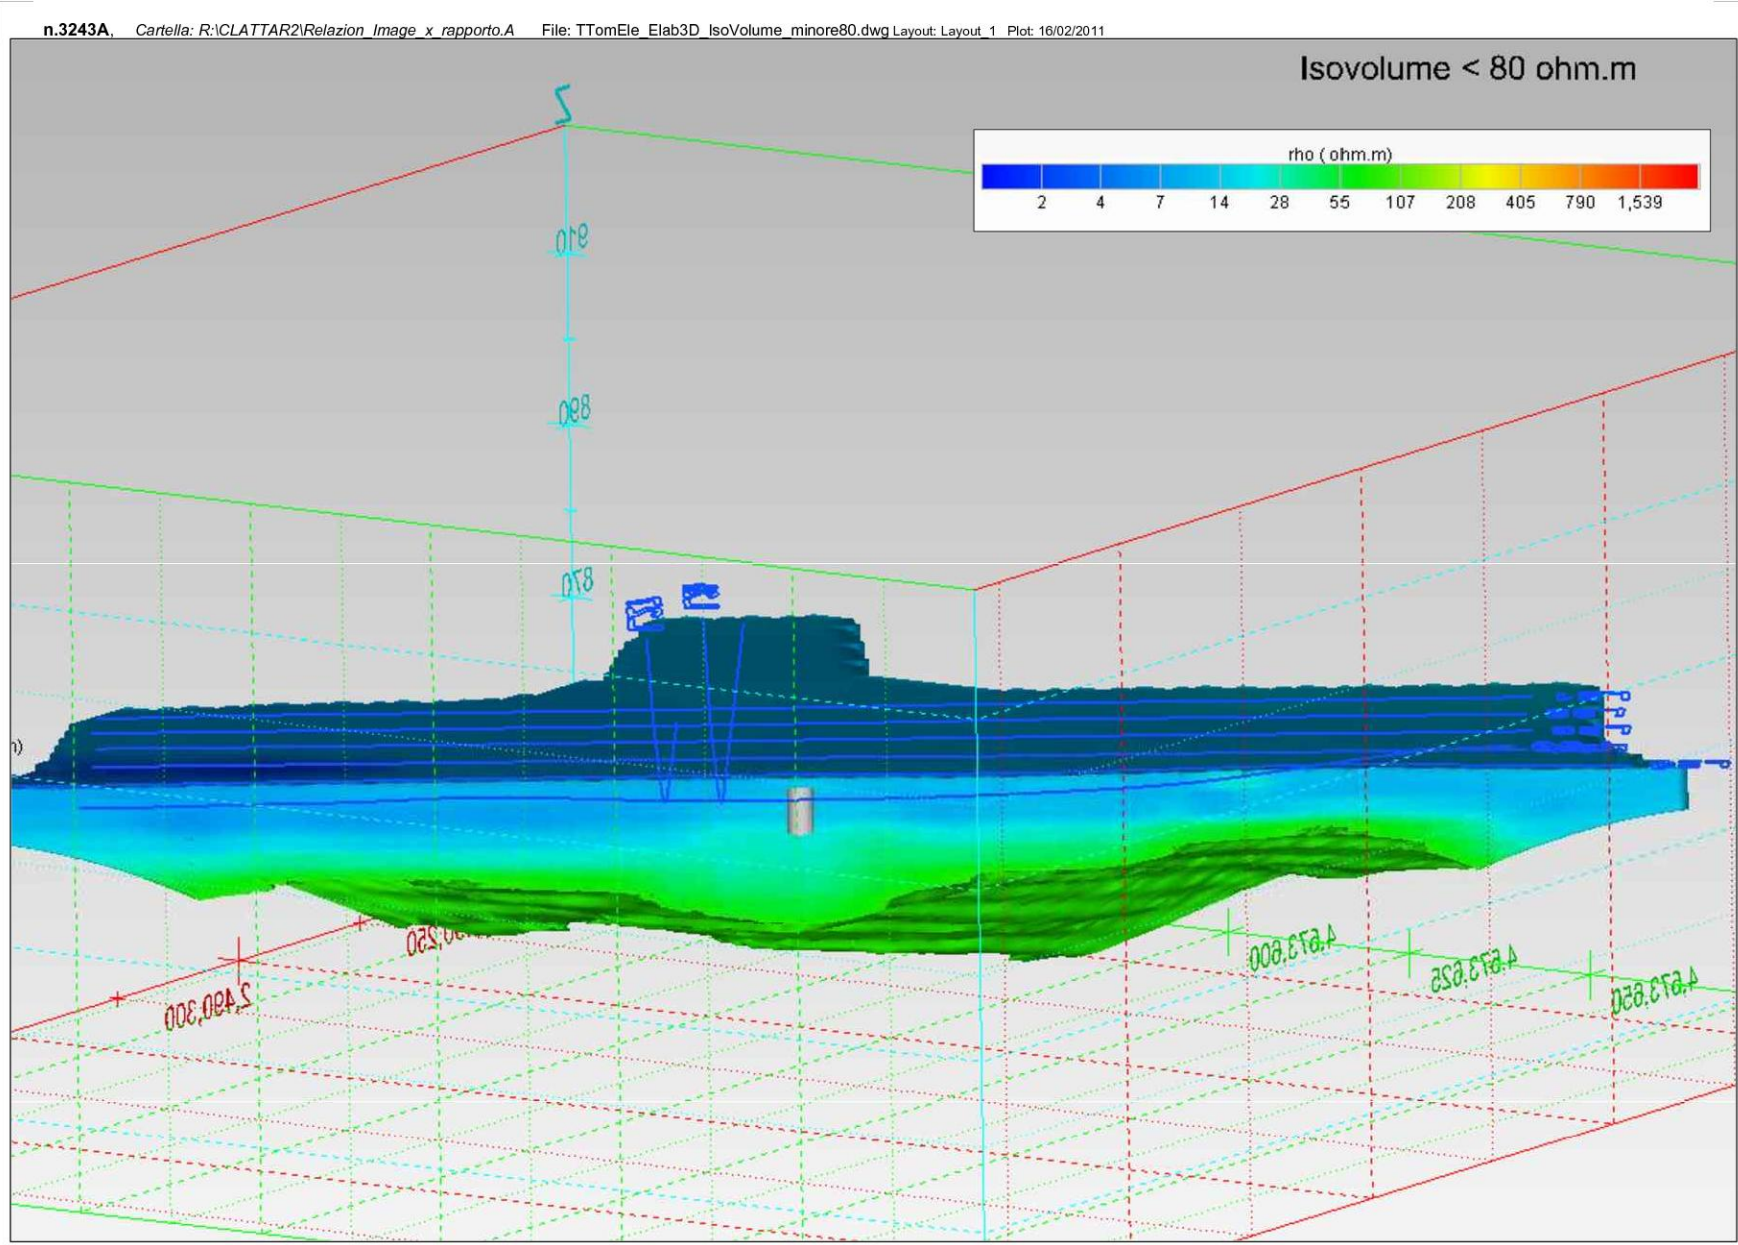 n.3243A, Cartella: R:\CLATTAR2\Relazion_Image_x_rapporto.A File: TTomEle_Elab3D_IsoVolume_minore80.dwg Layout: Layout_1 Plot: 16/02/2011
Isovolume < 80 ohm.m
rho ( ohm.m)
2 4 7 14 28 55 107 208 405 790 1,539
Z
910
890
870
4,673,600
4,673,625
4,673,650
2,490,300